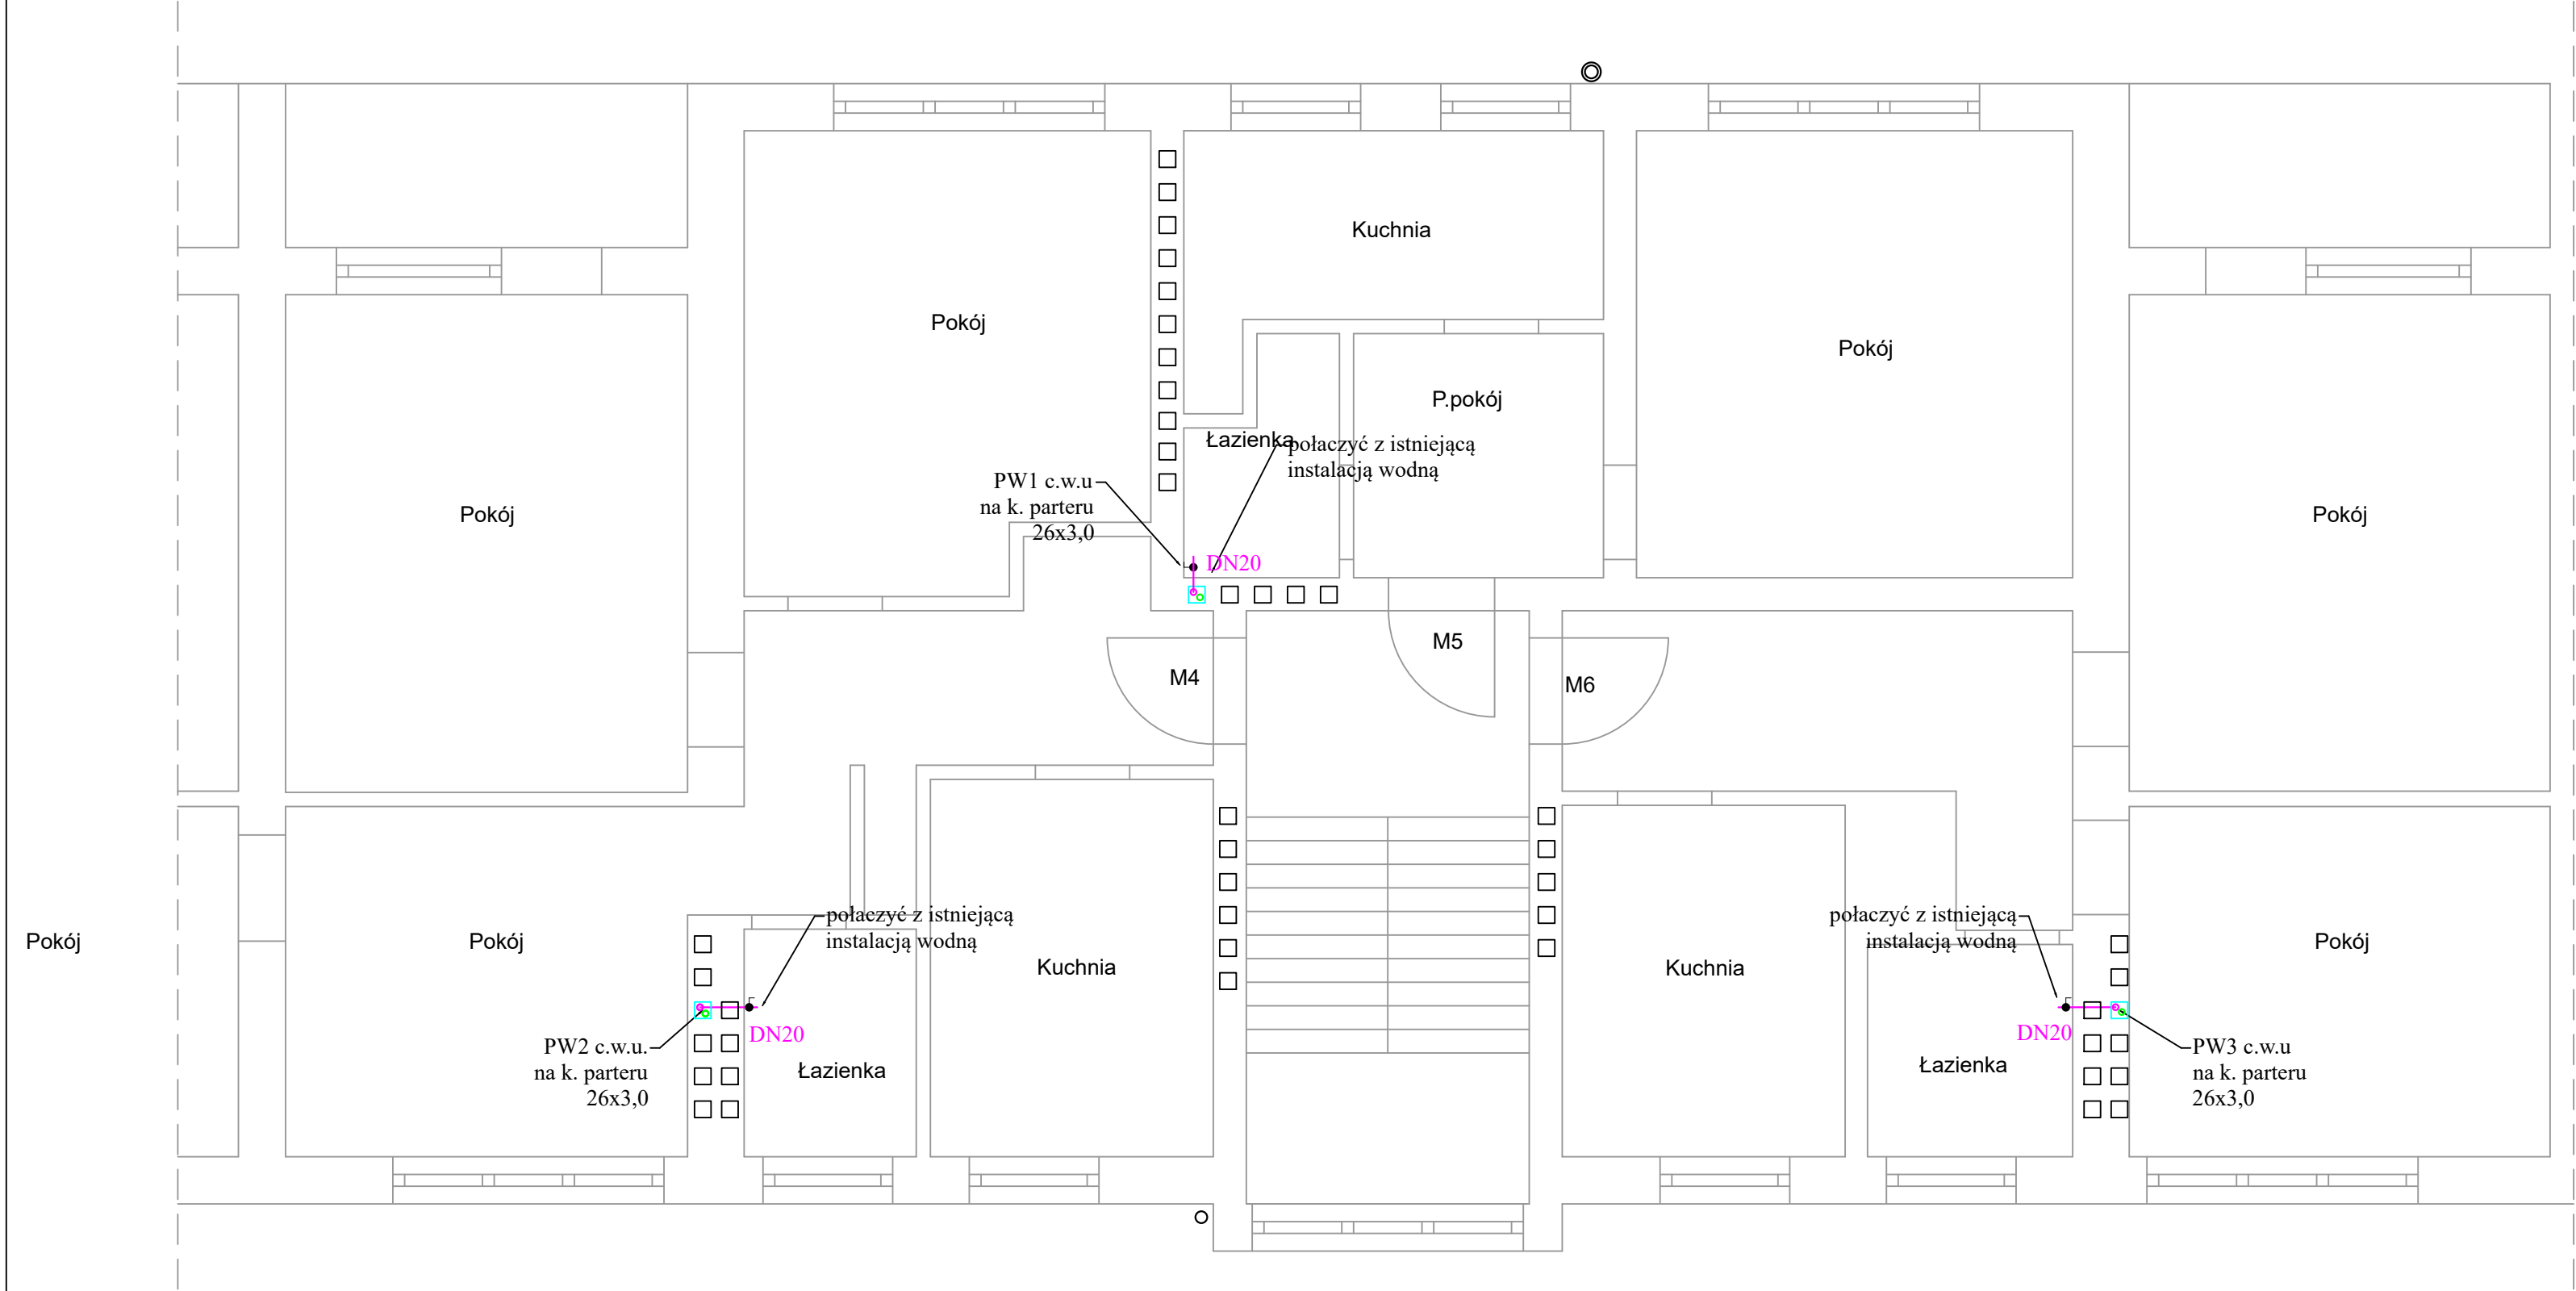 Kuchnia
Pokój
Pokój
P.pokój
Łazienka
połaczyć z istniejącą
instalacją wodną
PW1 c.w.u
na k. parteru
26x3,0
Pokój
Pokój
DN20
M5
M4
M6
połaczyć z istniejącą
instalacją wodną
połaczyć z istniejącą
instalacją wodną
Pokój
Pokój
Kuchnia
Kuchnia
Pokój
DN20
DN20
PW2 c.w.u.
na k. parteru
26x3,0
Łazienka
Łazienka
PW3 c.w.u
na k. parteru
26x3,0